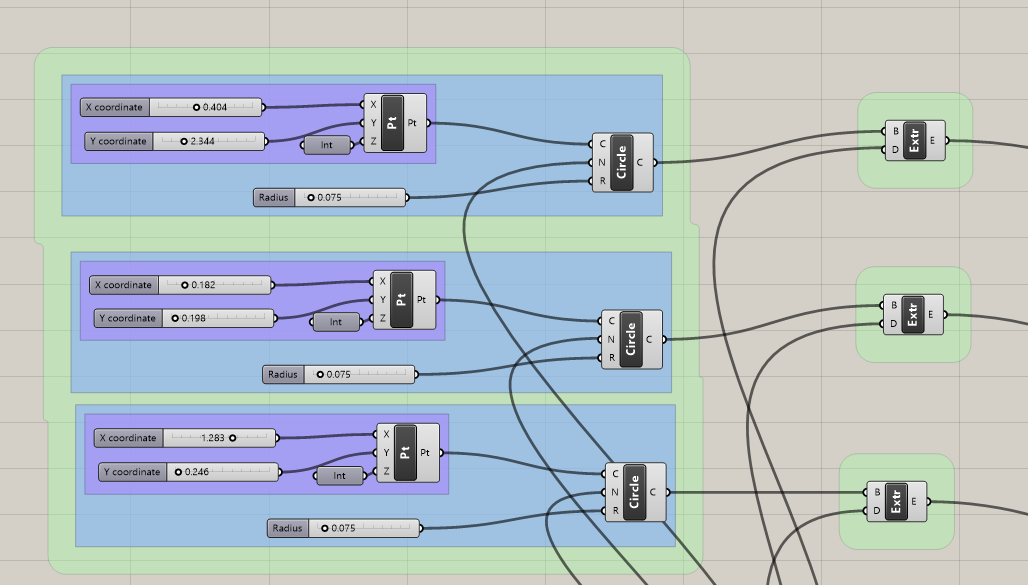 X coordinate 0.404
Y coordinate 2.344
Int
X
Y
Z
Pt
Pt
Radius 0.075
C
N
R
Circle
C
B
D
Extr
E
X coordinate 0.182
Y coordinate 0.198
Int
X
Y
Z
Pt
Pt
Radius 0.075
C
N
R
Circle
C
B
D
Extr
E
X coordinate 1.283
Y coordinate 0.246
Int
X
Y
Z
Pt
Pt
Radius 0.075
C
N
R
Circle
C
B
D
Extr
E